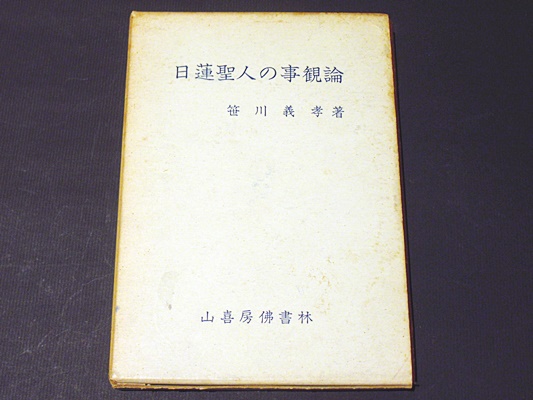 日蓮聖人の事観論
笹川義孝著
山喜房佛書林